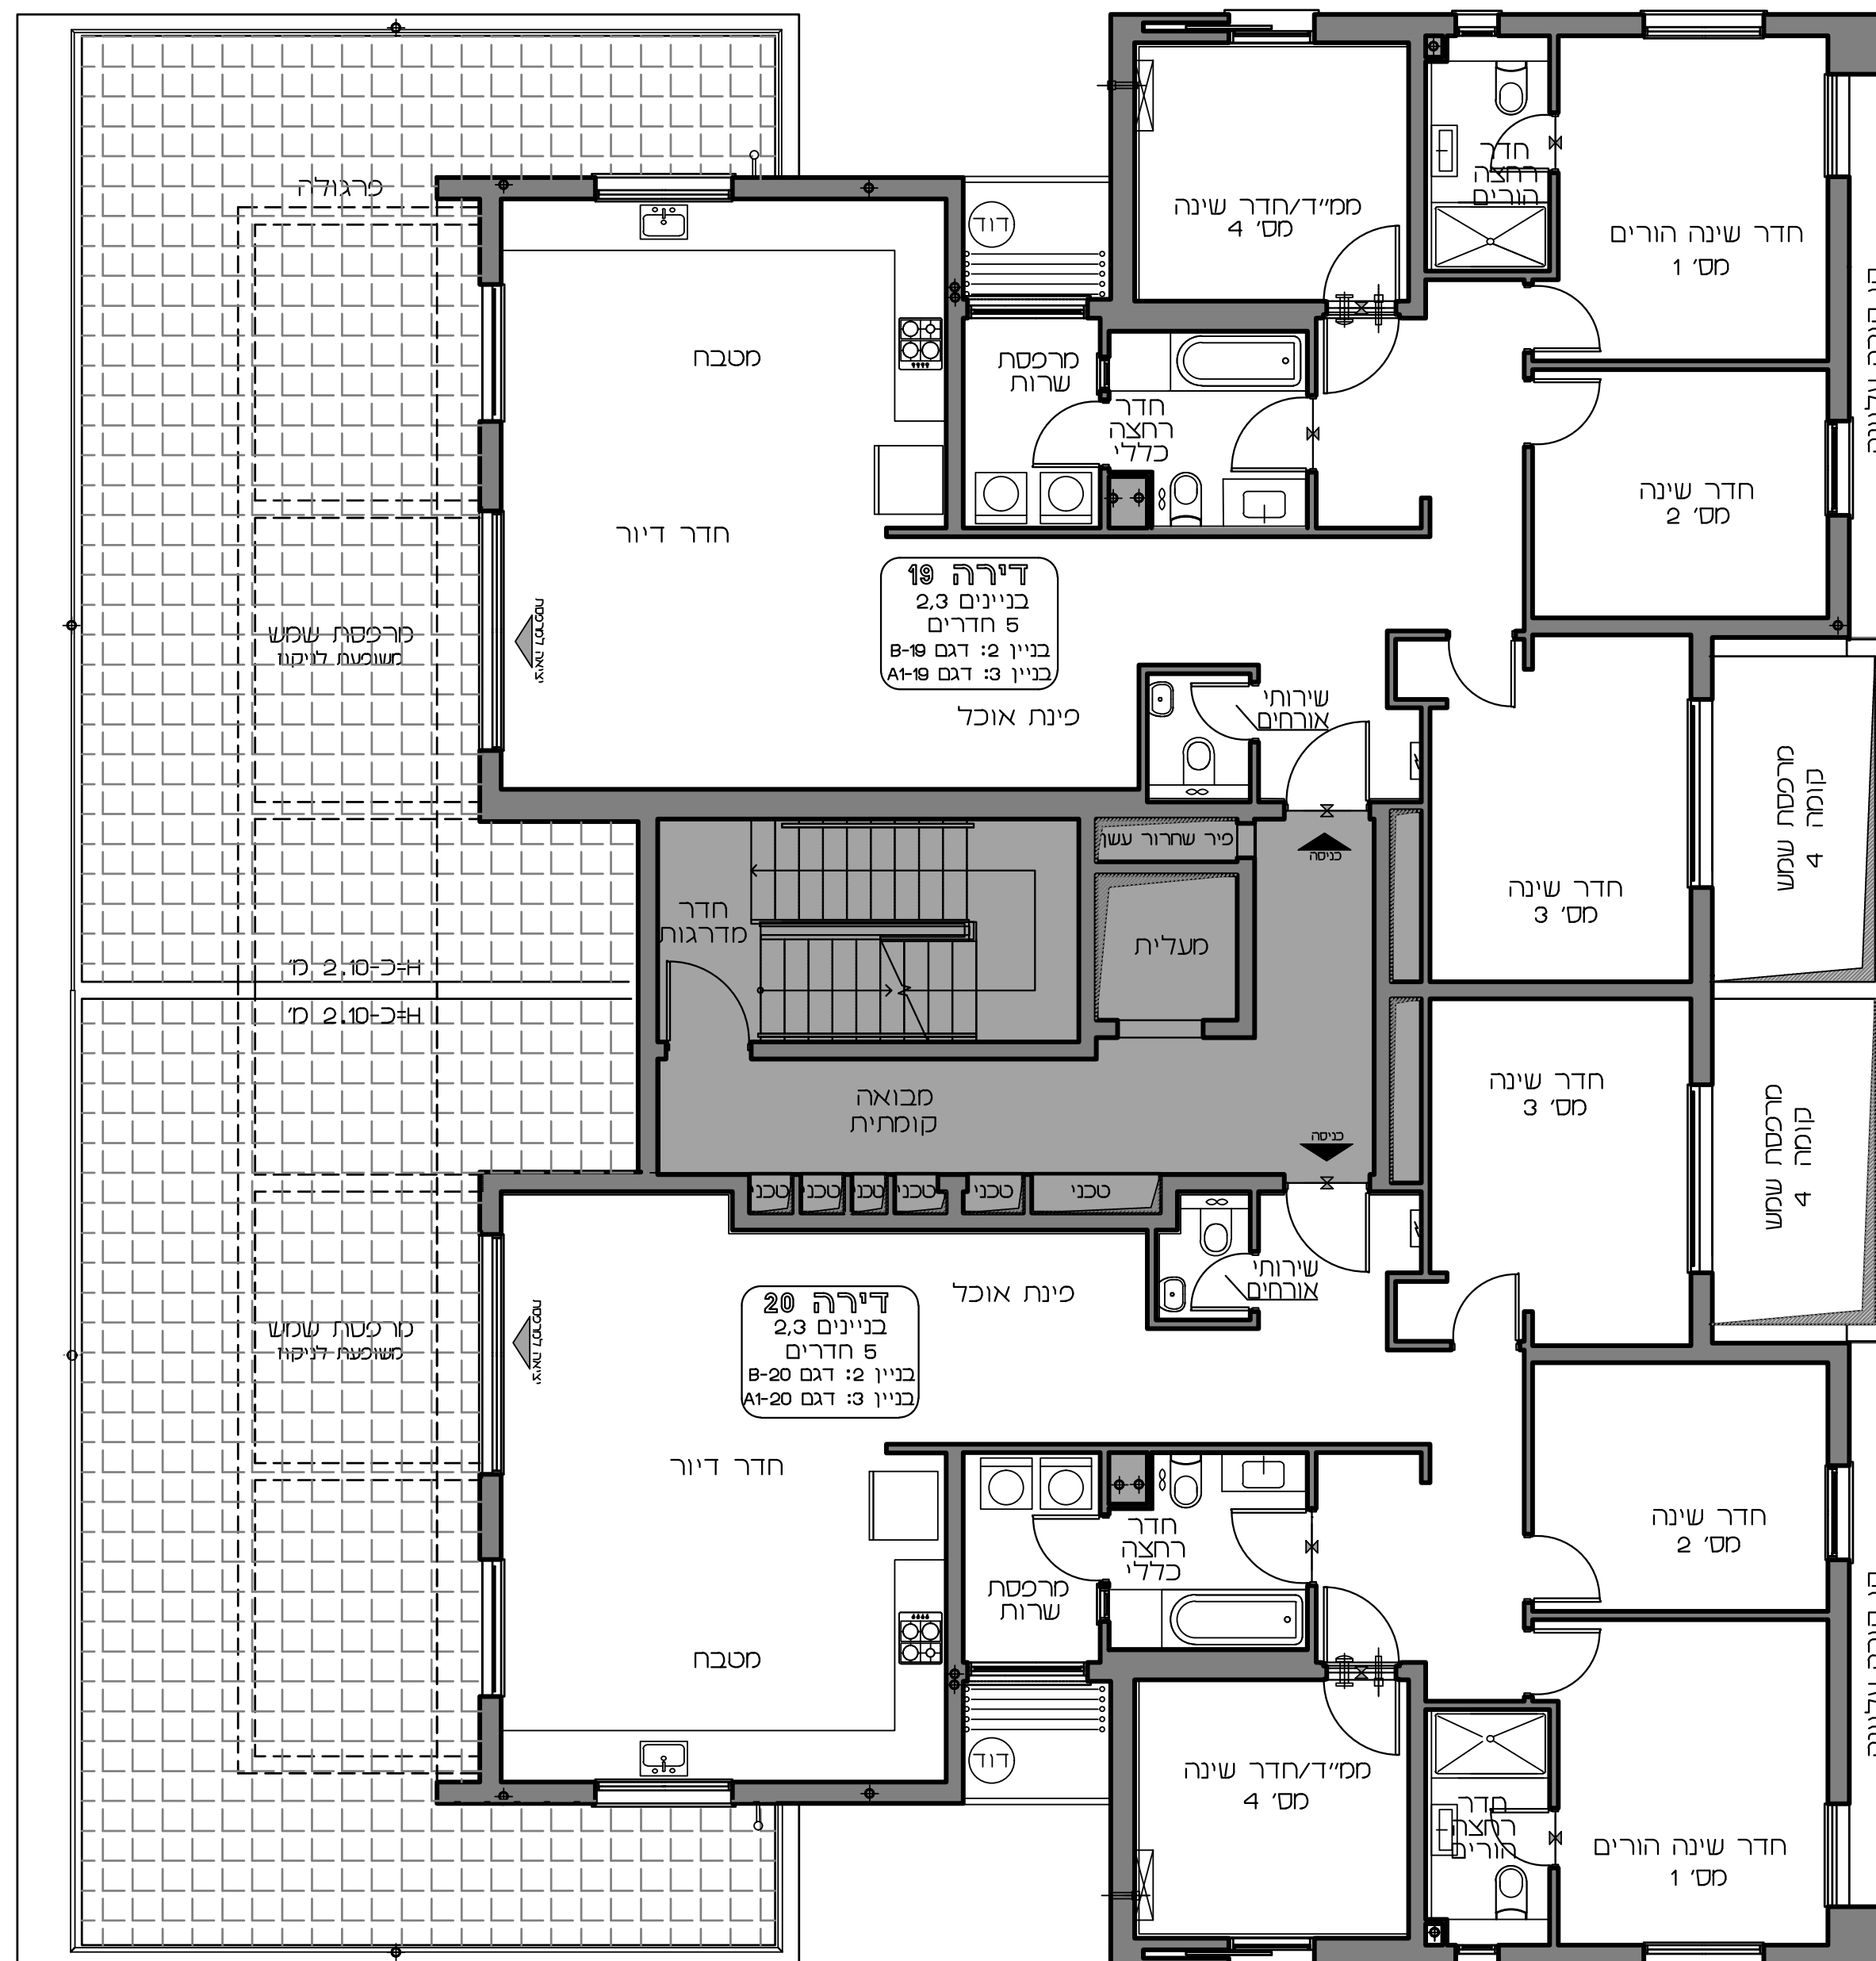 פרגולה
דוד
ממ"ד/חדר שינה
מס' 4
חדר
רחצה
הורים
חדר שינה הורים
מס' 1
מטבח
מרפסת
שרות
חדר
רחצה
כללי
חדר שינה
מס' 2
חדר דיור
דירה 19
בניינים 2,3
5 חדרים
בניין 2: דגם B-19
בניין 3: דגם A1-19
מרפסת שמש
משופעת לניקוז
יציאה למרפסת
פינת אוכל
שירותי
אורחים
חדר שינה
מס' 3
מרפסת שמש
קומה 4
פיר שחרור עשן
כניסה
חדר
מדרגות
מעלית
H=כ-2.10 מ'
H=כ-2.10 מ'
מבואה
קומתית
כניסה
חדר שינה
מס' 3
מרפסת שמש
קומה 4
טכני
טכני
טכני
טכני
טכני
טכני
שירותי
אורחים
פינת אוכל
דירה 20
בניינים 2,3
5 חדרים
בניין 2: דגם B-20
בניין 3: דגם A1-20
מרפסת שמש
משופעת לניקוז
יציאה למרפסת
חדר דיור
חדר
רחצה
כללי
מרפסת
שרות
חדר שינה
מס' 2
מטבח
דוד
ממ"ד/חדר שינה
מס' 4
חדר
רחצה
הורים
חדר שינה הורים
מס' 1